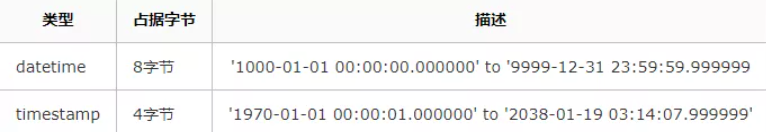 类型 占据字节 描述
datetime 8字节 '1000-01-01 00:00:00.000000' to '9999-12-31 23:59:59.999999
timestamp 4字节 '1970-01-01 00:00:01.000000' to '2038-01-19 03:14:07.999999'